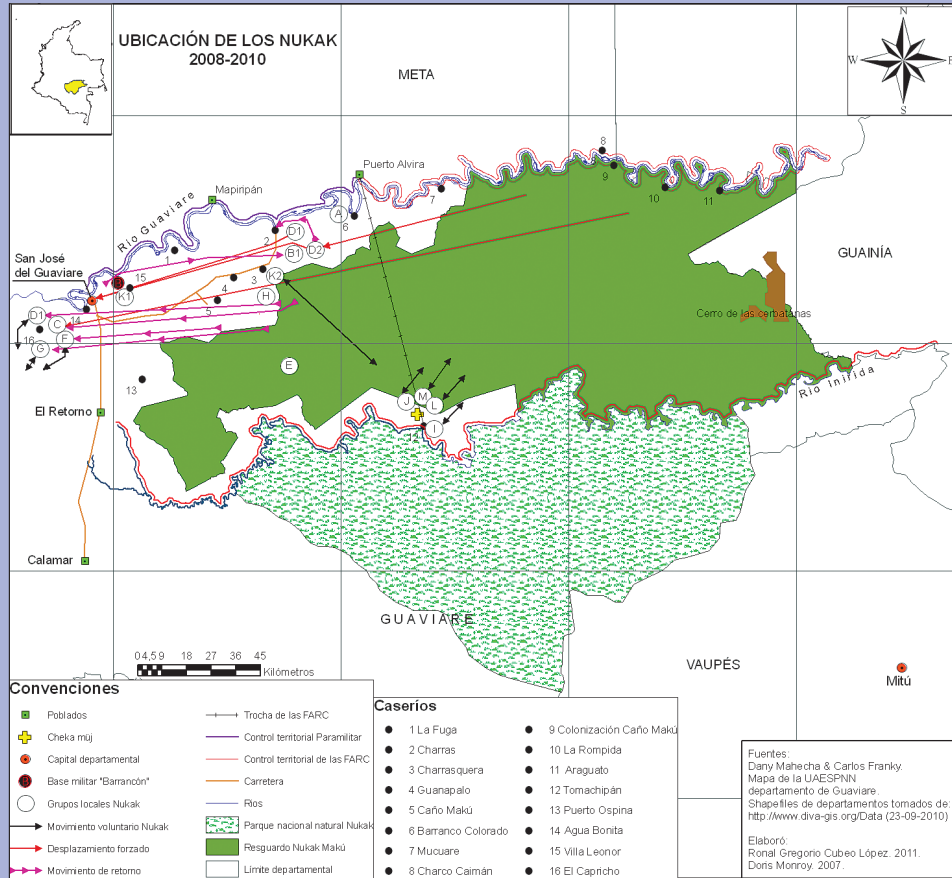 UBICACIÓN DE LOS NUKAK
2008-2010
N
W
E
S
META
Puerto Alvira
Mapiripán
Río Guaviare
San José
del Guaviare
8
9
10
11
7
6
A
D1
2
D2
B1
1
15
B
K1
K2
3
4
5
H
14
D1
C
16
F
G
GUAINÍA
Cerro de las cerbatanas
Río Inírida
E
13
J
M
L
I
12
El Retorno
Calamar
GUAVIARE
VAUPÉS
Mitú
0 4,5 9 18 27 36 45
Kilómetros
Convenciones
Poblados
Cheka mɨj
Capital departamental
B
Base militar "Barrancón"
Grupos locales Nukak
Movimiento voluntario Nukak
Desplazamiento forzado
Movimiento de retorno
Trocha de las FARC
Control territorial Paramilitar
Control territorial de las FARC
Carretera
Ríos
Parque nacional natural Nukak
Resguardo Nukak Makú
Límite departamental
Caseríos
1 La Fuga
2 Charras
3 Charrasquera
4 Guanapalo
5 Caño Makú
6 Barranco Colorado
7 Mucuare
8 Charco Caimán
9 Colonización Caño Makú
10 La Rompida
11 Araguato
12 Tomachipán
13 Puerto Ospina
14 Agua Bonita
15 Villa Leonor
16 El Capricho
Fuentes:
Dany Mahecha & Carlos Franky.
Mapa de la UAESPNN
departamento de Guaviare.
Shapefiles de departamentos tomados de:
http://www.diva-gis.org/Data (23-09-2010)
Elaboró:
Ronal Gregorio Cubeo López. 2011.
Doris Monroy. 2007.